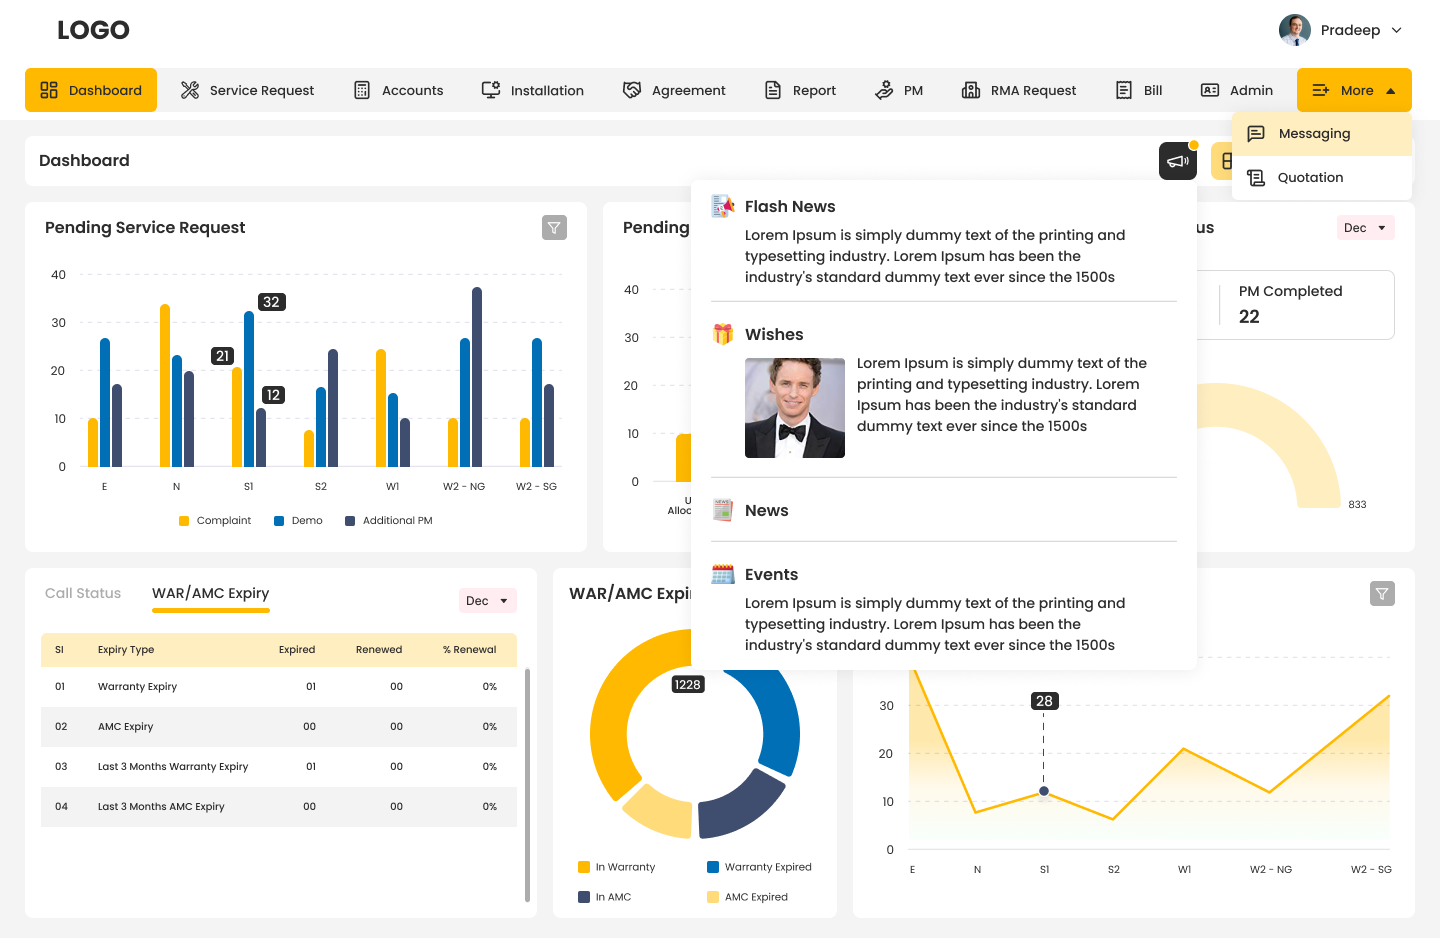 LOGO
Pradeep
Dashboard
Service Request
Accounts
Installation
Agreement
Report
PM
RMA Request
Bill
Admin
More
Messaging
Quotation
Dashboard
Flash News
Lorem Ipsum is simply dummy text of the printing and
typesetting industry. Lorem Ipsum has been the
industry's standard dummy text ever since the 1500s
Wishes
Lorem Ipsum is simply dummy text of the
printing and typesetting industry. Lorem
Ipsum has been the industry's standard
dummy text ever since the 1500s
News
Events
Lorem Ipsum is simply dummy text of the printing and
typesetting industry. Lorem Ipsum has been the
industry's standard dummy text ever since the 1500s
Pending Service Request
40
30
20
10
0
32
21
12
E N S1 S2 W1 W2 - NG W2 - SG
Complaint Demo Additional PM
Pending
40
30
20
10
0
us
Dec
PM Completed
22
833
Call Status
WAR/AMC Expiry
Dec
SI Expiry Type Expired Renewed % Renewal
01 Warranty Expiry 01 00 0%
02 AMC Expiry 00 00 0%
03 Last 3 Months Warranty Expiry 01 00 0%
04 Last 3 Months AMC Expiry 00 00 0%
WAR/AMC Expi
1228
In Warranty Warranty Expired
In AMC AMC Expired
30
20
10
0
28
E N S1 S2 W1 W2 - NG W2 - SG